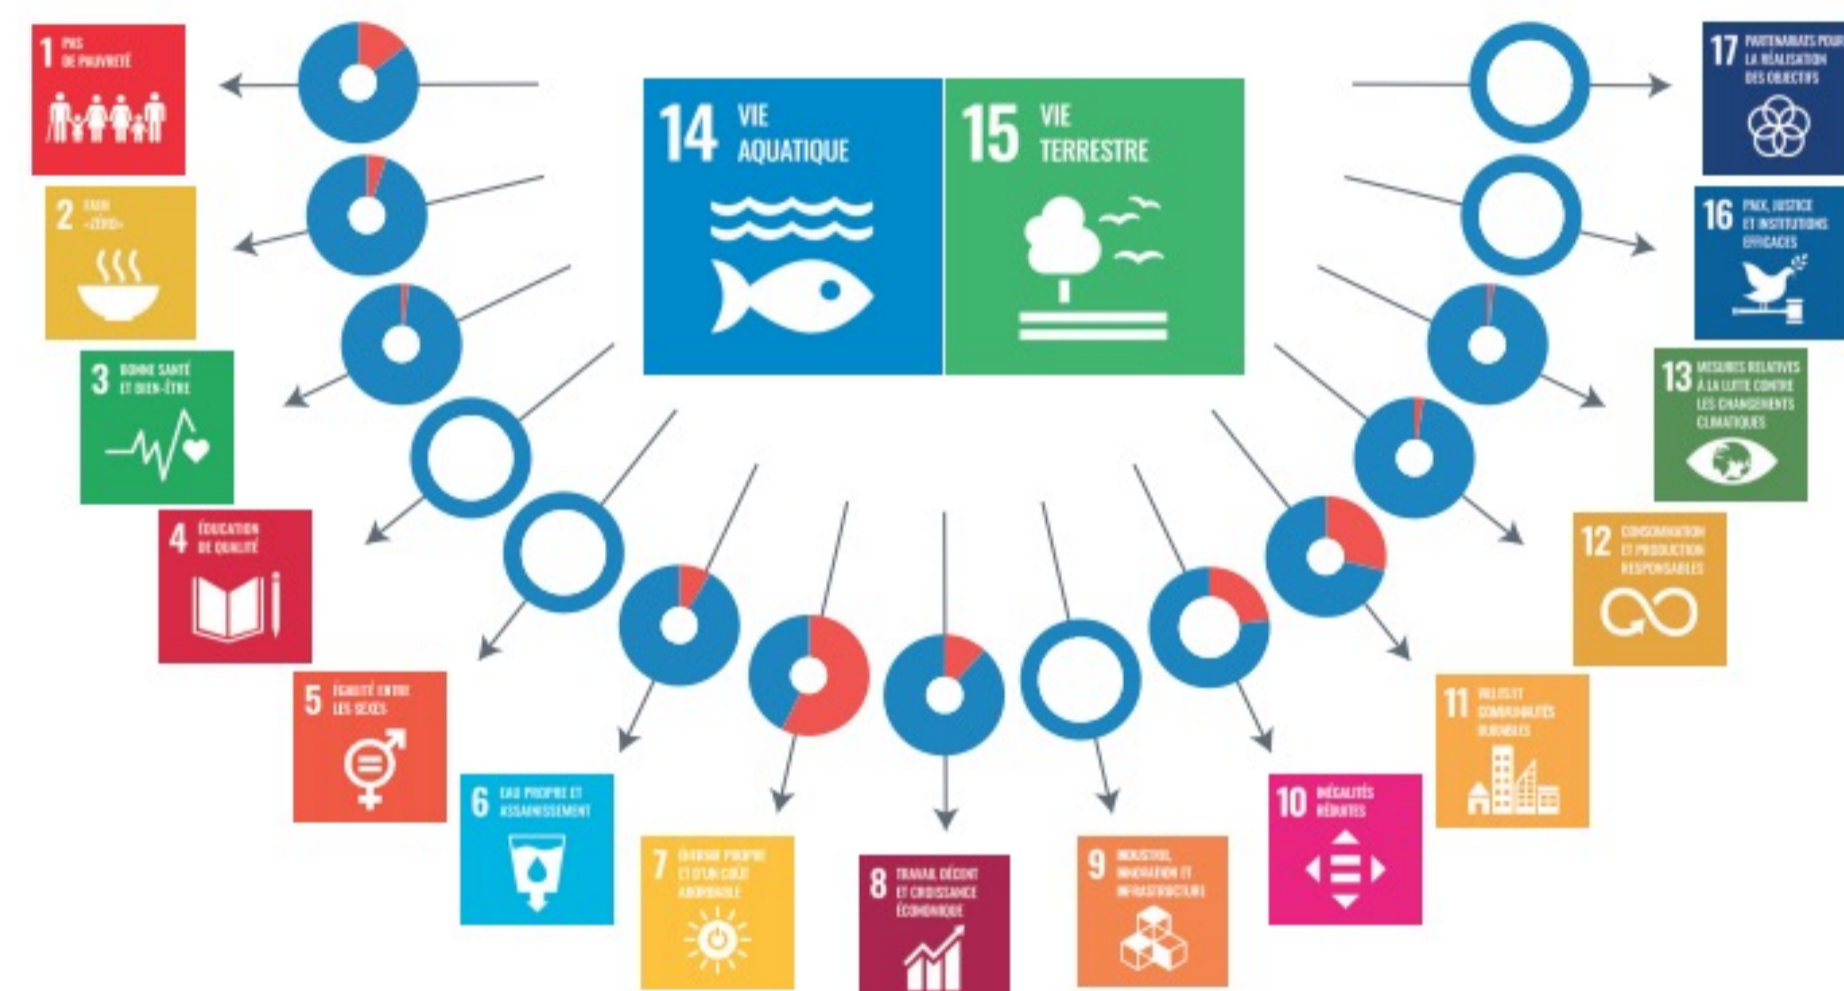 1 PAS
DE PAUVRETÉ
2 FAIM
«ZÉRO»
3 BONNE SANTÉ
ET BIEN-ÊTRE
4 ÉDUCATION
DE QUALITÉ
5 ÉGALITÉ ENTRE
LES SEXES
6 EAU PROPRE ET
ASSAINISSEMENT
7 ÉNERGIE PROPRE
ET D'UN COÛT
ABORDABLE
8 TRAVAIL DÉCENT
ET CROISSANCE
ÉCONOMIQUE
9 INDUSTRIE,
INNOVATION ET
INFRASTRUCTURE
10 INÉGALITÉS
RÉDUITES
11 VILLES ET
COMMUNAUTÉS
DURABLES
12 CONSOMMATION
ET PRODUCTION
RESPONSABLES
13 MESURES RELATIVES
À LA LUTTE CONTRE
LES CHANGEMENTS
CLIMATIQUES
14 VIE
AQUATIQUE
15 VIE
TERRESTRE
16 PAIX, JUSTICE
ET INSTITUTIONS
EFFICACES
17 PARTENARIATS POUR
LA RÉALISATION
DES OBJECTIFS